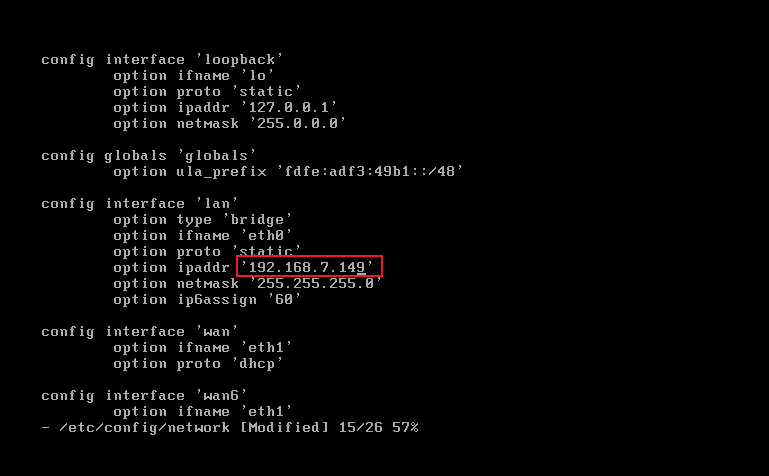 config interface 'loopback'
option ifname 'lo'
option proto 'static'
option ipaddr '127.0.0.1'
option netmask '255.0.0.0'
config globals 'globals'
option ula_prefix 'fdfe:adf3:49b1::/48'
config interface 'lan'
option type 'bridge'
option ifname 'eth0'
option proto 'static'
option ipaddr '192.168.7.149'
option netmask '255.255.255.0'
option ip6assign '60'
config interface 'wan'
option ifname 'eth1'
option proto 'dhcp'
config interface 'wan6'
option ifname 'eth1'
- /etc/config/network [Modified] 15/26 57%